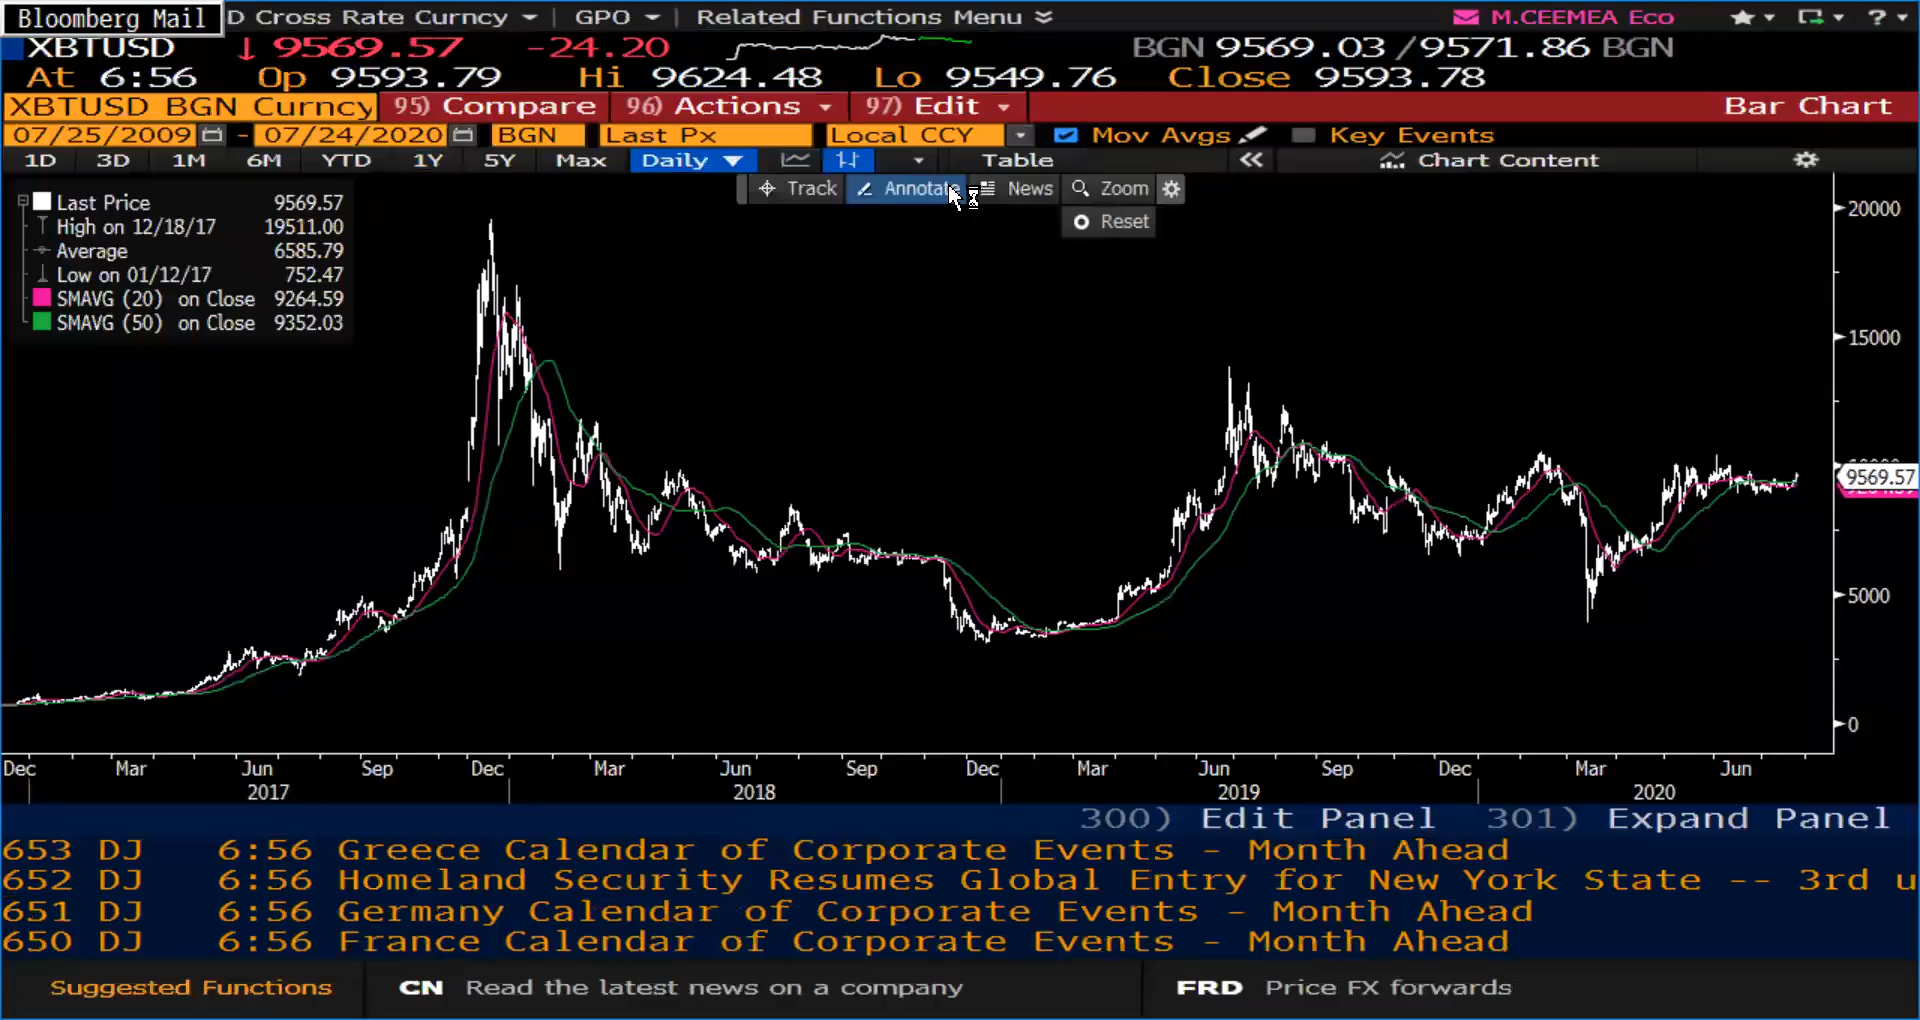 Bloomberg Mail D Cross Rate Curncy GPO Related Functions Menu M.CEEMEA Eco ?
XBTUSD 9569.57 -24.20 BGN 9569.03 /9571.86 BGN
At 6:56 Op 9593.79 Hi 9624.48 Lo 9549.76 Close 9593.78
XBTUSD BGN Curncy 95) Compare 96) Actions 97) Edit Bar Chart
07/25/2009 - 07/24/2020 BGN Last Px Local CCY Mov Avgs Key Events
1D 3D 1M 6M YTD 1Y 5Y Max Daily Table Chart Content
Track Annotate News Zoom
Reset
Last Price 9569.57
High on 12/18/17 19511.00
Average 6585.79
Low on 01/12/17 752.47
SMAVG (20) on Close 9264.59
SMAVG (50) on Close 9352.03
20000
15000
9569.57
5000
0
Dec Mar Jun Sep Dec Mar Jun Sep Dec Mar Jun Sep Dec Mar Jun
2017 2018 2019 2020
300) Edit Panel 301) Expand Panel
653 DJ 6:56 Greece Calendar of Corporate Events - Month Ahead
652 DJ 6:56 Homeland Security Resumes Global Entry for New York State -- 3rd u
651 DJ 6:56 Germany Calendar of Corporate Events - Month Ahead
650 DJ 6:56 France Calendar of Corporate Events - Month Ahead
Suggested Functions CN Read the latest news on a company FRD Price FX forwards